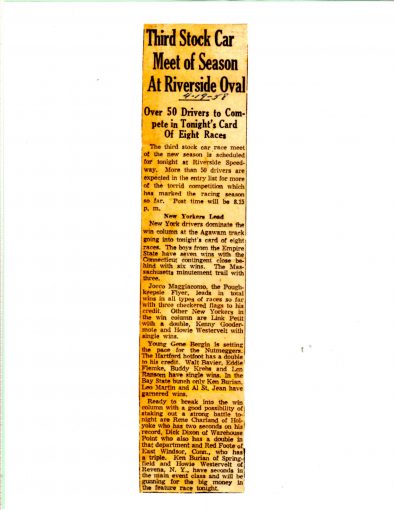 Third Stock Car
Meet of Season
At Riverside Oval
4-19-58
Over 50 Drivers to Com-
pete in Tonight's Card
Of Eight Races
The third stock car race meet
of the new season is scheduled
for tonight at Riverside Speed-
way. More than 50 drivers are
expected in the entry list for more
of the torrid competition which
has marked the racing season
so far. Post time will be 8.15
p. m.
New Yorkers Lead
New York drivers dominate the
win column at the Agawam track
going into tonight's card of eight
races. The boys from the Empire
State have seven wins with the
Connecticut contingent close be-
hind with six wins. The Mas-
sachusetts minutement trail with
three.
Jocco Maggiacomo, the Pough-
keepsie Flyer, leads in total
wins in all types of races so far
with three checkered flags to his
credit. Other New Yorkers in
the win column are Link Petit
with a double, Kenny Gooder-
mote and Howie Westervelt with
single wins.
Young Gene Bergin is setting
the pace for the Nutmeggers.
The Hartford hotfoot has a double
to his credit. Walt Bavier, Eddie
Flemke, Buddy Krebs and Len
Ransom have single wins. In the
Bay State bunch only Ken Burian,
Leo Martin and Al St. Jean have
garnered wins.
Ready to break into the win
column with a good possibility of
staking out a strong battle to-
night are Rene Charland of Hol-
yoke who has two seconds on his
record, Dick Dixon of Warehouse
Point who also has a double in
that department and Red Foote of
East Windsor, Conn., who has
a triple. Ken Burian of Spring-
field and Howie Westervelt of
Revena, N. Y., have seconds in
the main event class and will be
gunning for the big money in
the feature race tonight.